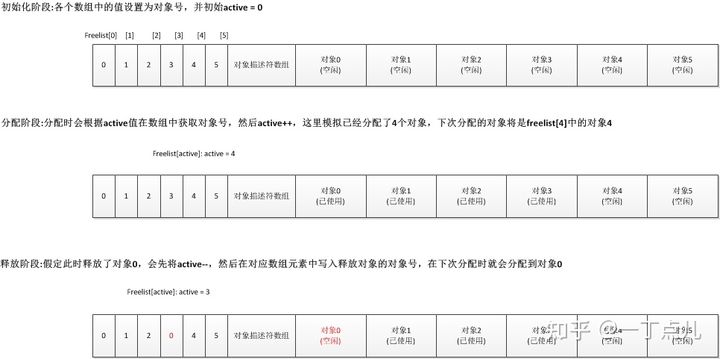 初始化阶段:各个数组中的值设置为对象号，并初始active = 0
Freelist[0] [1] [2] [3] [4] [5]
0 1 2 3 4 5 对象描述符数组 对象0 (空闲) 对象1 (空闲) 对象2 (空闲) 对象3 (空闲) 对象4 (空闲) 对象5 (空闲)
分配阶段:分配时会根据active值在数组中获取对象号，然后active++，这里模拟已经分配了4个对象，下次分配的对象将是freelist[4]中的对象4
Freelist[active]: active = 4
0 1 2 3 4 5 对象描述符数组 对象0 (已使用) 对象1 (已使用) 对象2 (已使用) 对象3 (已使用) 对象4 (空闲) 对象5 (空闲)
释放阶段:假定此时释放了对象0，会先将active--，然后在对应数组元素中写入释放对象的对象号，在下次分配时就会分配到对象0
Freelist[active]: active = 3
0 1 2 0 4 5 对象描述符数组 对象0 (空闲) 对象1 (已使用) 对象2 (已使用) (已使用) (空闲) (空闲)
知乎 @一丁点儿